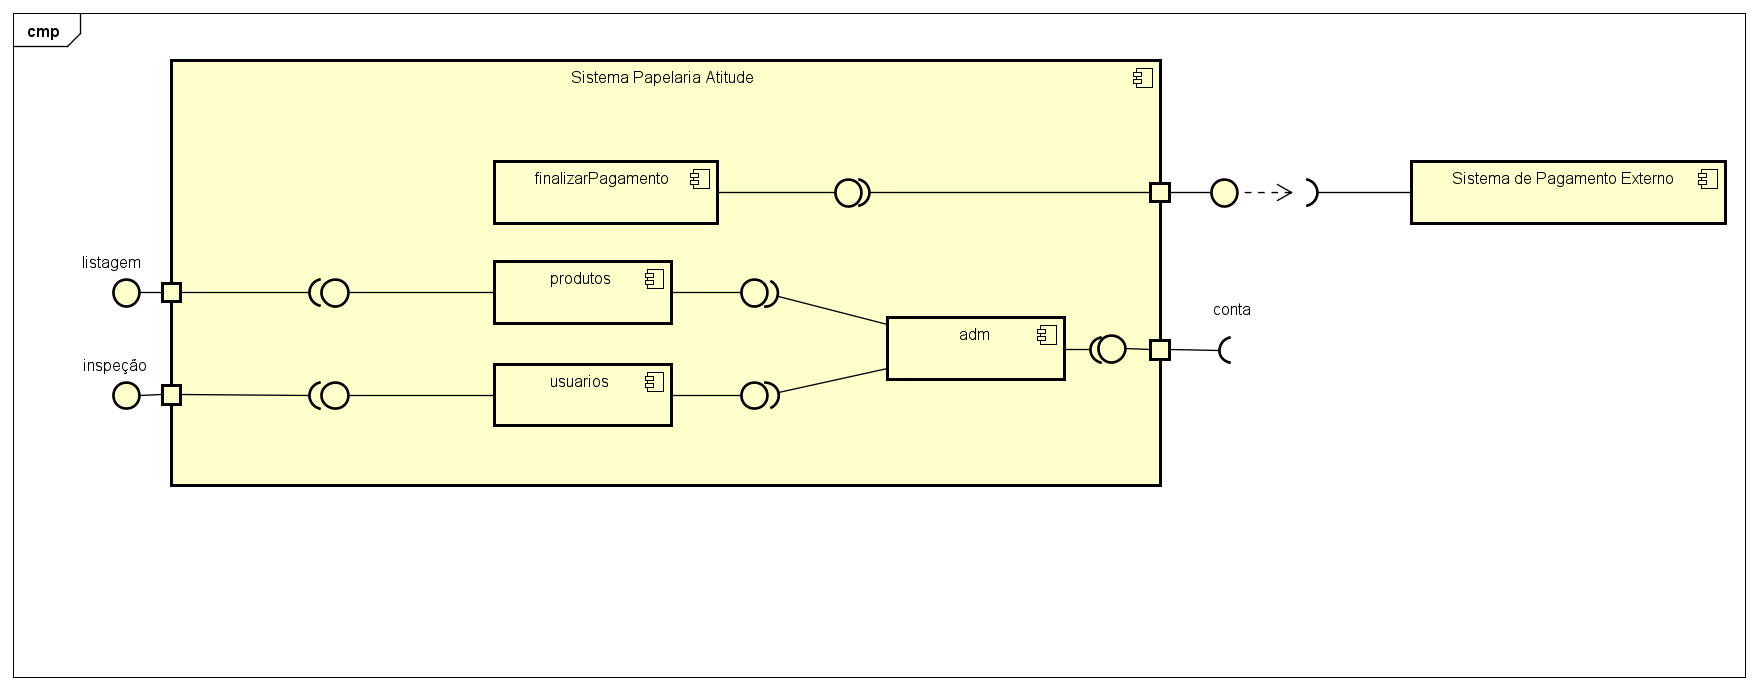 cmp
Sistema Papelaria Atitude
finalizarPagamento
Sistema de Pagamento Externo
listagem
produtos
conta
adm
inspeção
usuarios